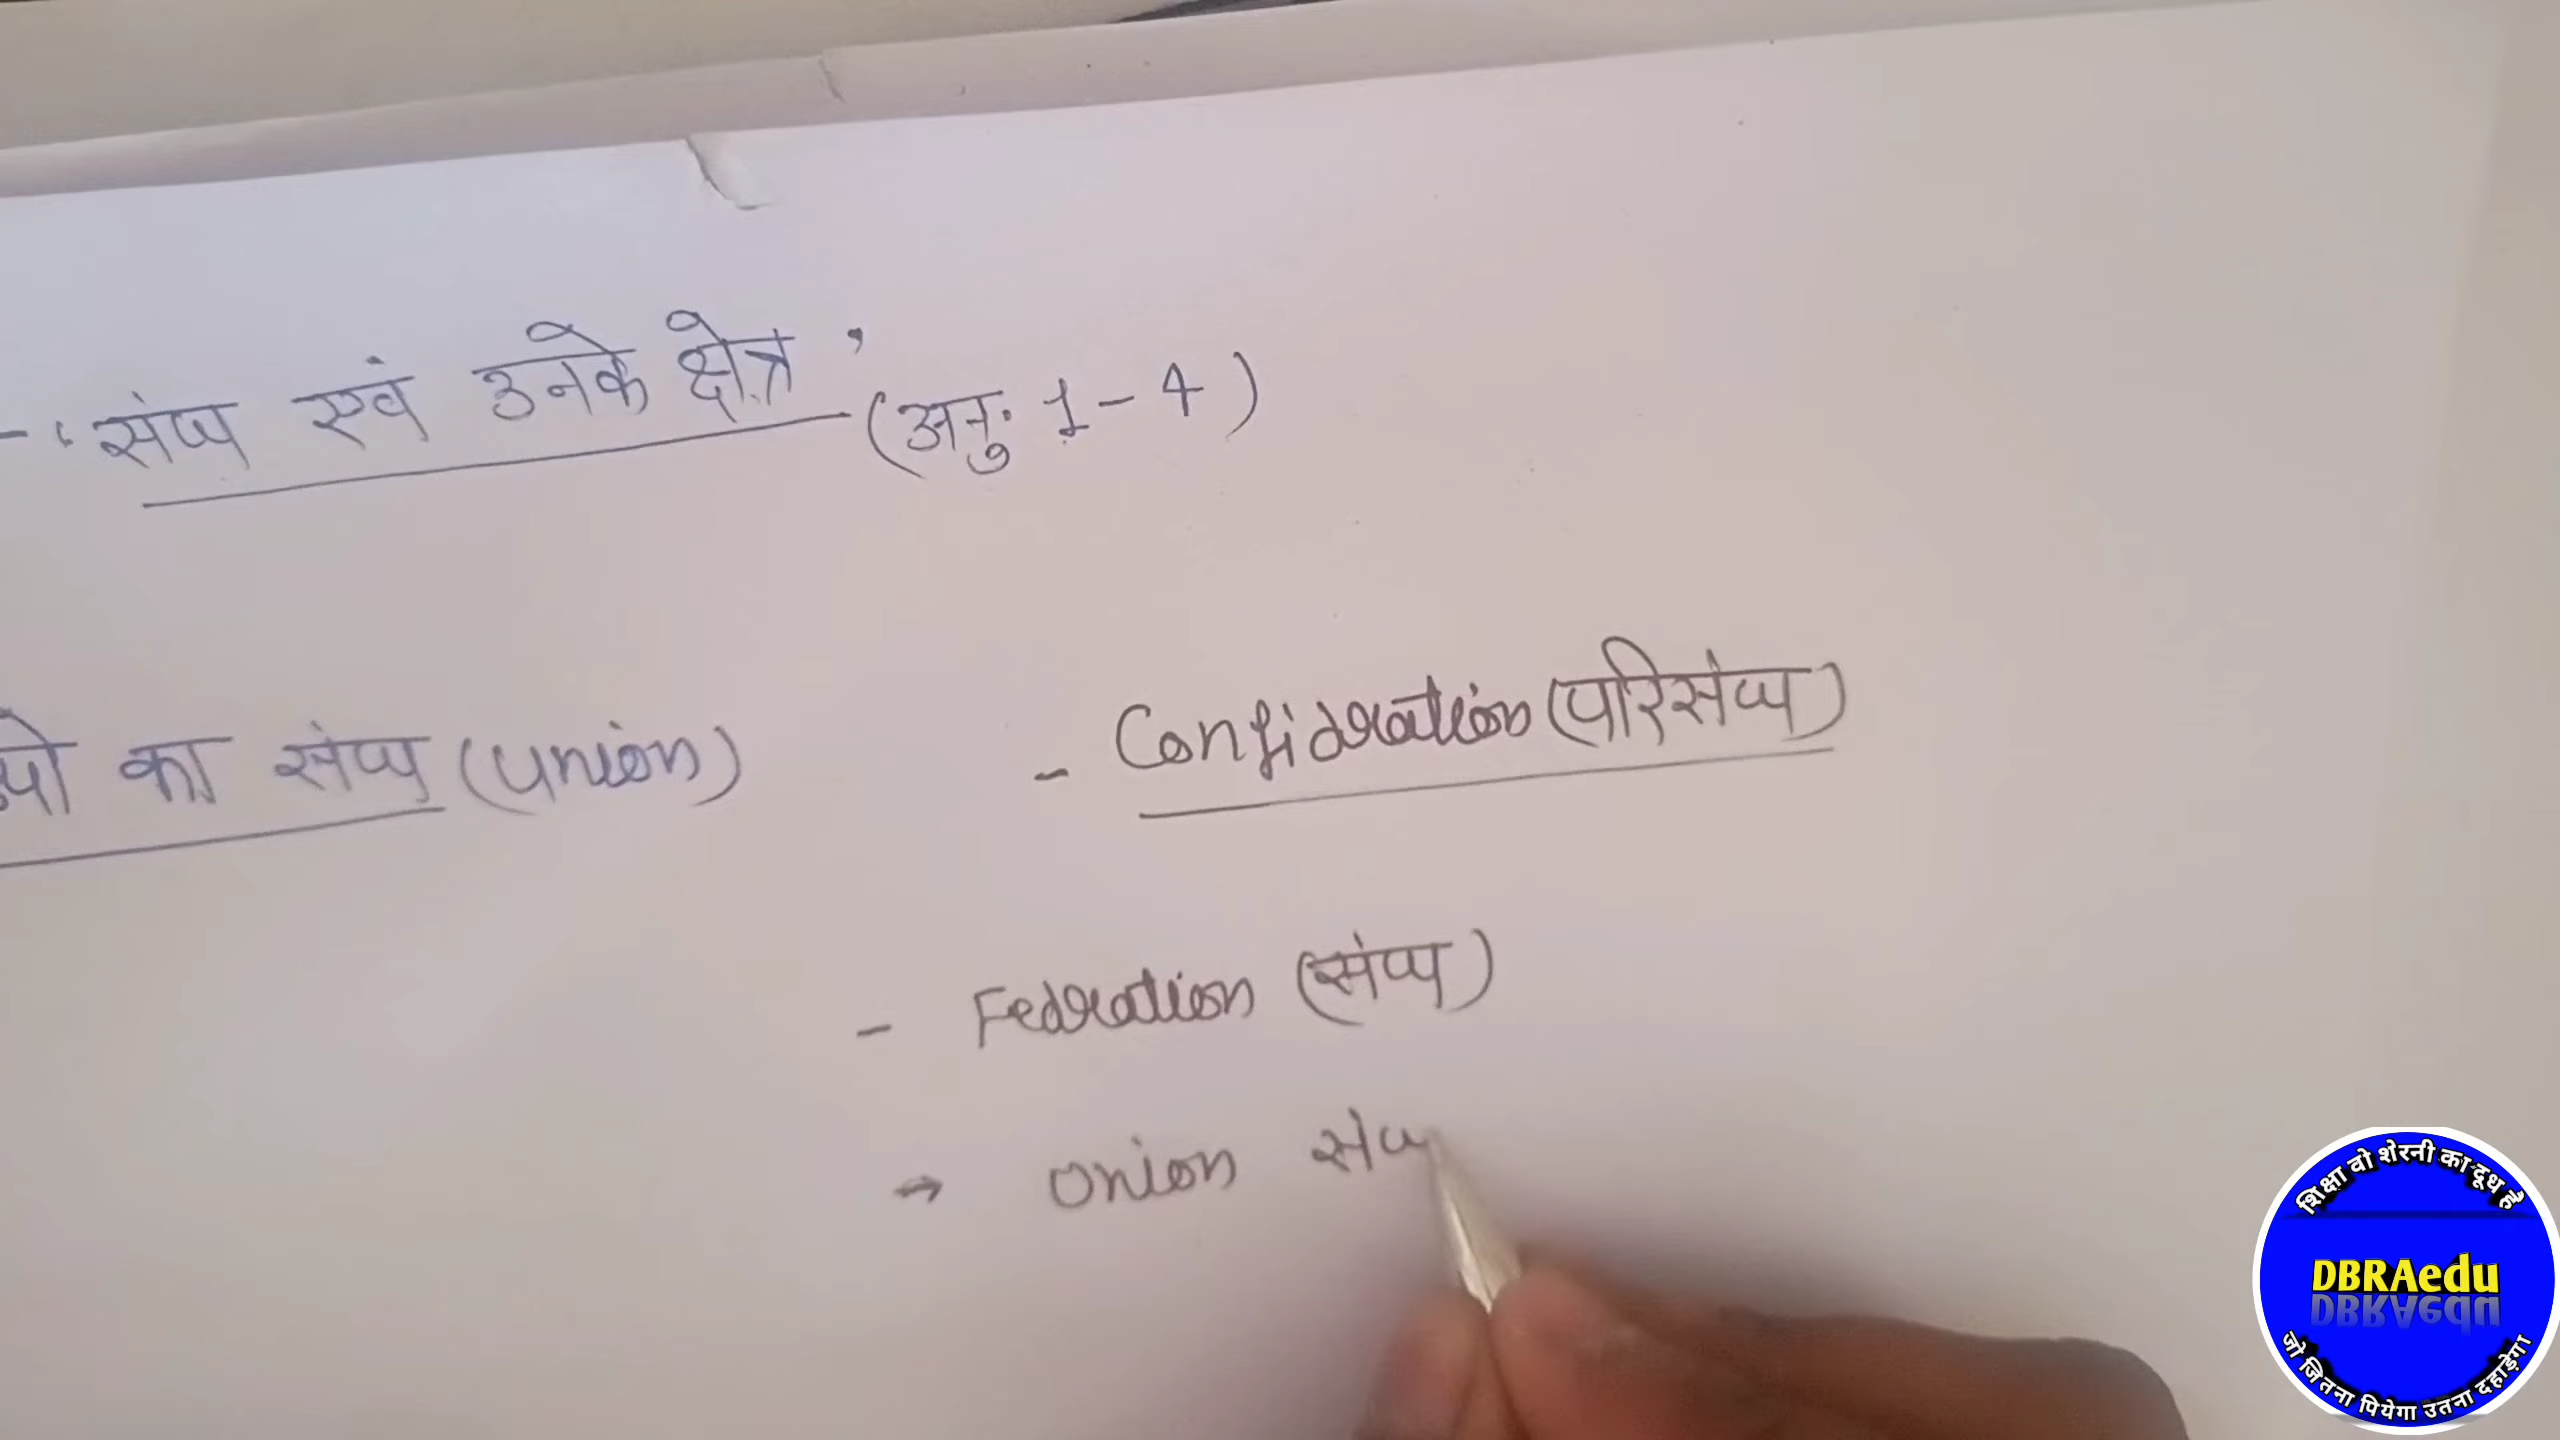 - 'संघ एवं उनके क्षेत्र' (अनु. 1-4)
का संघ (Union)
- Confidration (परिसंघ)
- Fedration (संघ)
→ Union संघ
शिक्षा वो शेरनी का दूध है
DBRAedu
जो जितना पियेगा उतना दहाड़ेगा